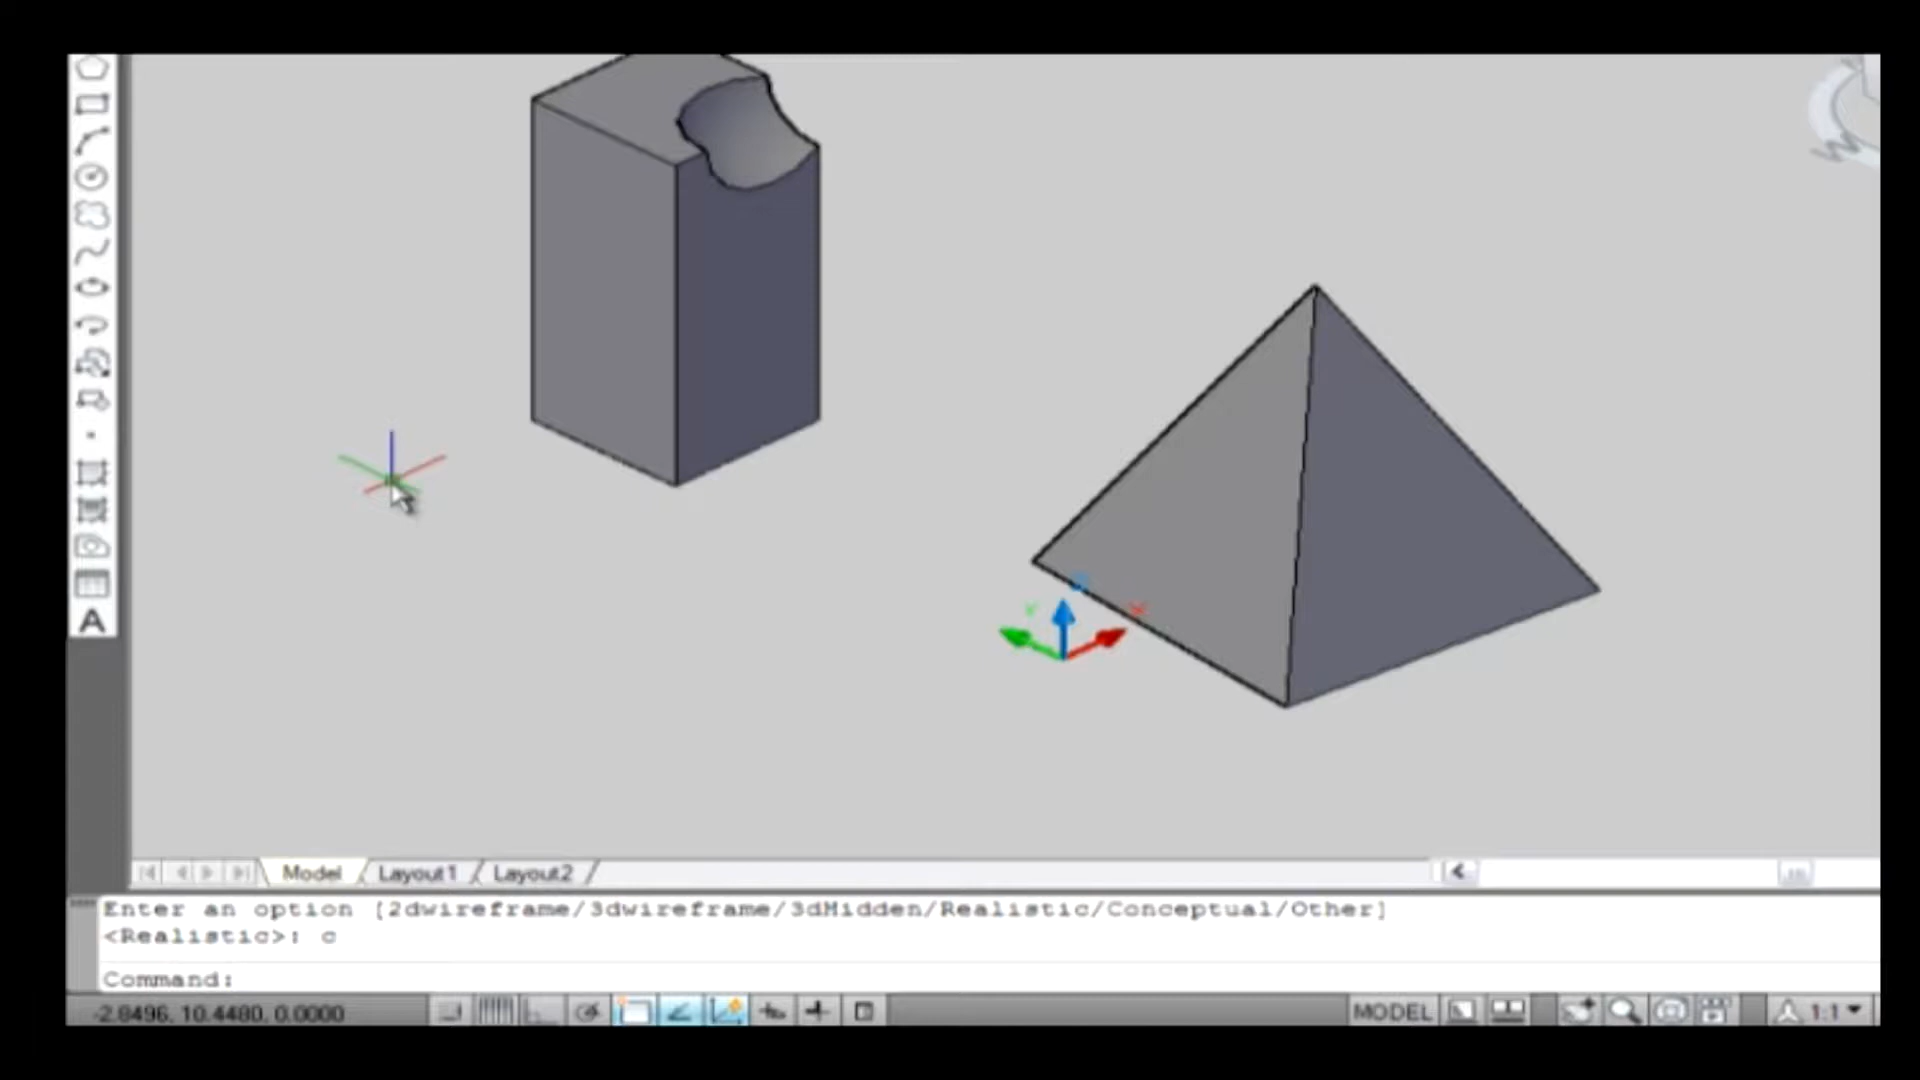 W
Z
Y
X
A
Model
Layout1
Layout2
Enter an option [2dwireframe/3dwireframe/3dHidden/Realistic/Conceptual/Other]
<Realistic>: c
Command:
-2.8496, 10.4480, 0.0000
MODEL
1:1